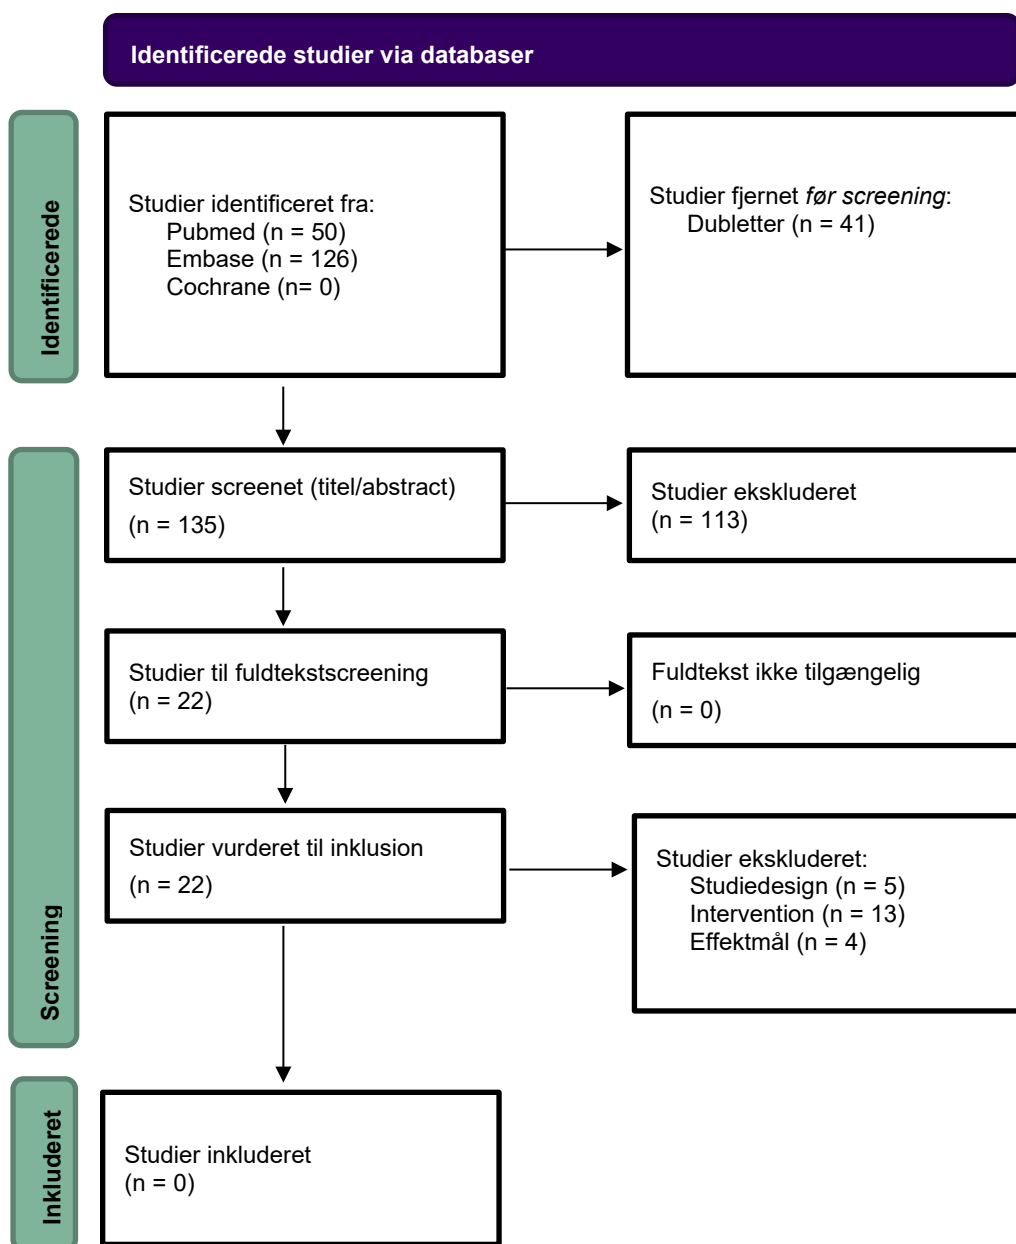 Identificerede studier via databaser
Identificerede
Studier identificeret fra:
Pubmed (n = 50)
Embase (n = 126)
Cochrane (n= 0)
Studier fjernet før screening:
Dubletter (n = 41)
Screening
Studier screenet (titel/abstract)
(n = 135)
Studier ekskluderet
(n = 113)
Studier til fuldtekstscreening
(n = 22)
Fuldtekst ikke tilgængelig
(n = 0)
Studier vurderet til inklusion
(n = 22)
Studier ekskluderet:
Studiedesign (n = 5)
Intervention (n = 13)
Effektmål (n = 4)
Inkluderet
Studier inkluderet
(n = 0)